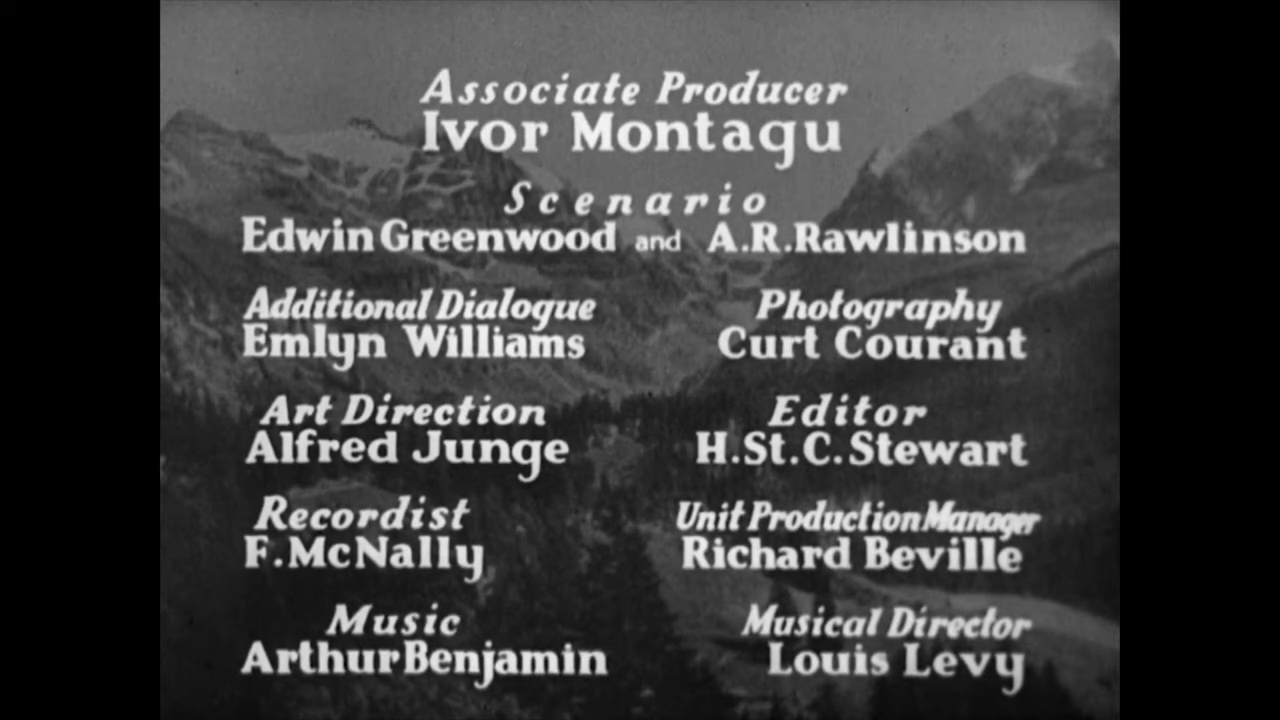 Associate Producer
Ivor Montagu
Scenario
Edwin Greenwood and A.R.Rawlinson
Additional Dialogue
Emlyn Williams
Photography
Curt Courant
Art Direction
Alfred Junge
Editor
H.St.C.Stewart
Recordist
F.McNally
Unit Production Manager
Richard Beville
Music
Arthur Benjamin
Musical Director
Louis Levy